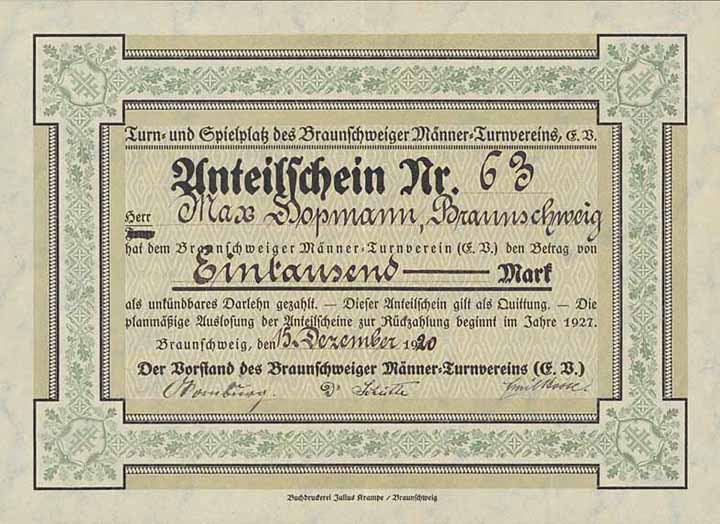 Turn- und Spielplatz des Braunschweiger Männer-Turnvereins, E. V.
Anteilschein Nr. 63
Herr Max Hopmann, Braunschweig
hat dem Braunschweiger Männer-Turnverein (E. V.) den Betrag von
Eintausend — Mark
als unkündbares Darlehn gezahlt. — Dieser Anteilschein gilt als Quittung. — Die
planmäßige Auslosung der Anteilscheine zur Rückzahlung beginnt im Jahre 1927.
Braunschweig, den 15. Dezember 1920
Der Vorstand des Braunschweiger Männer-Turnvereins (E. V.)
Dr Schütte
Buchdruckerei Julius Krampe / Braunschweig